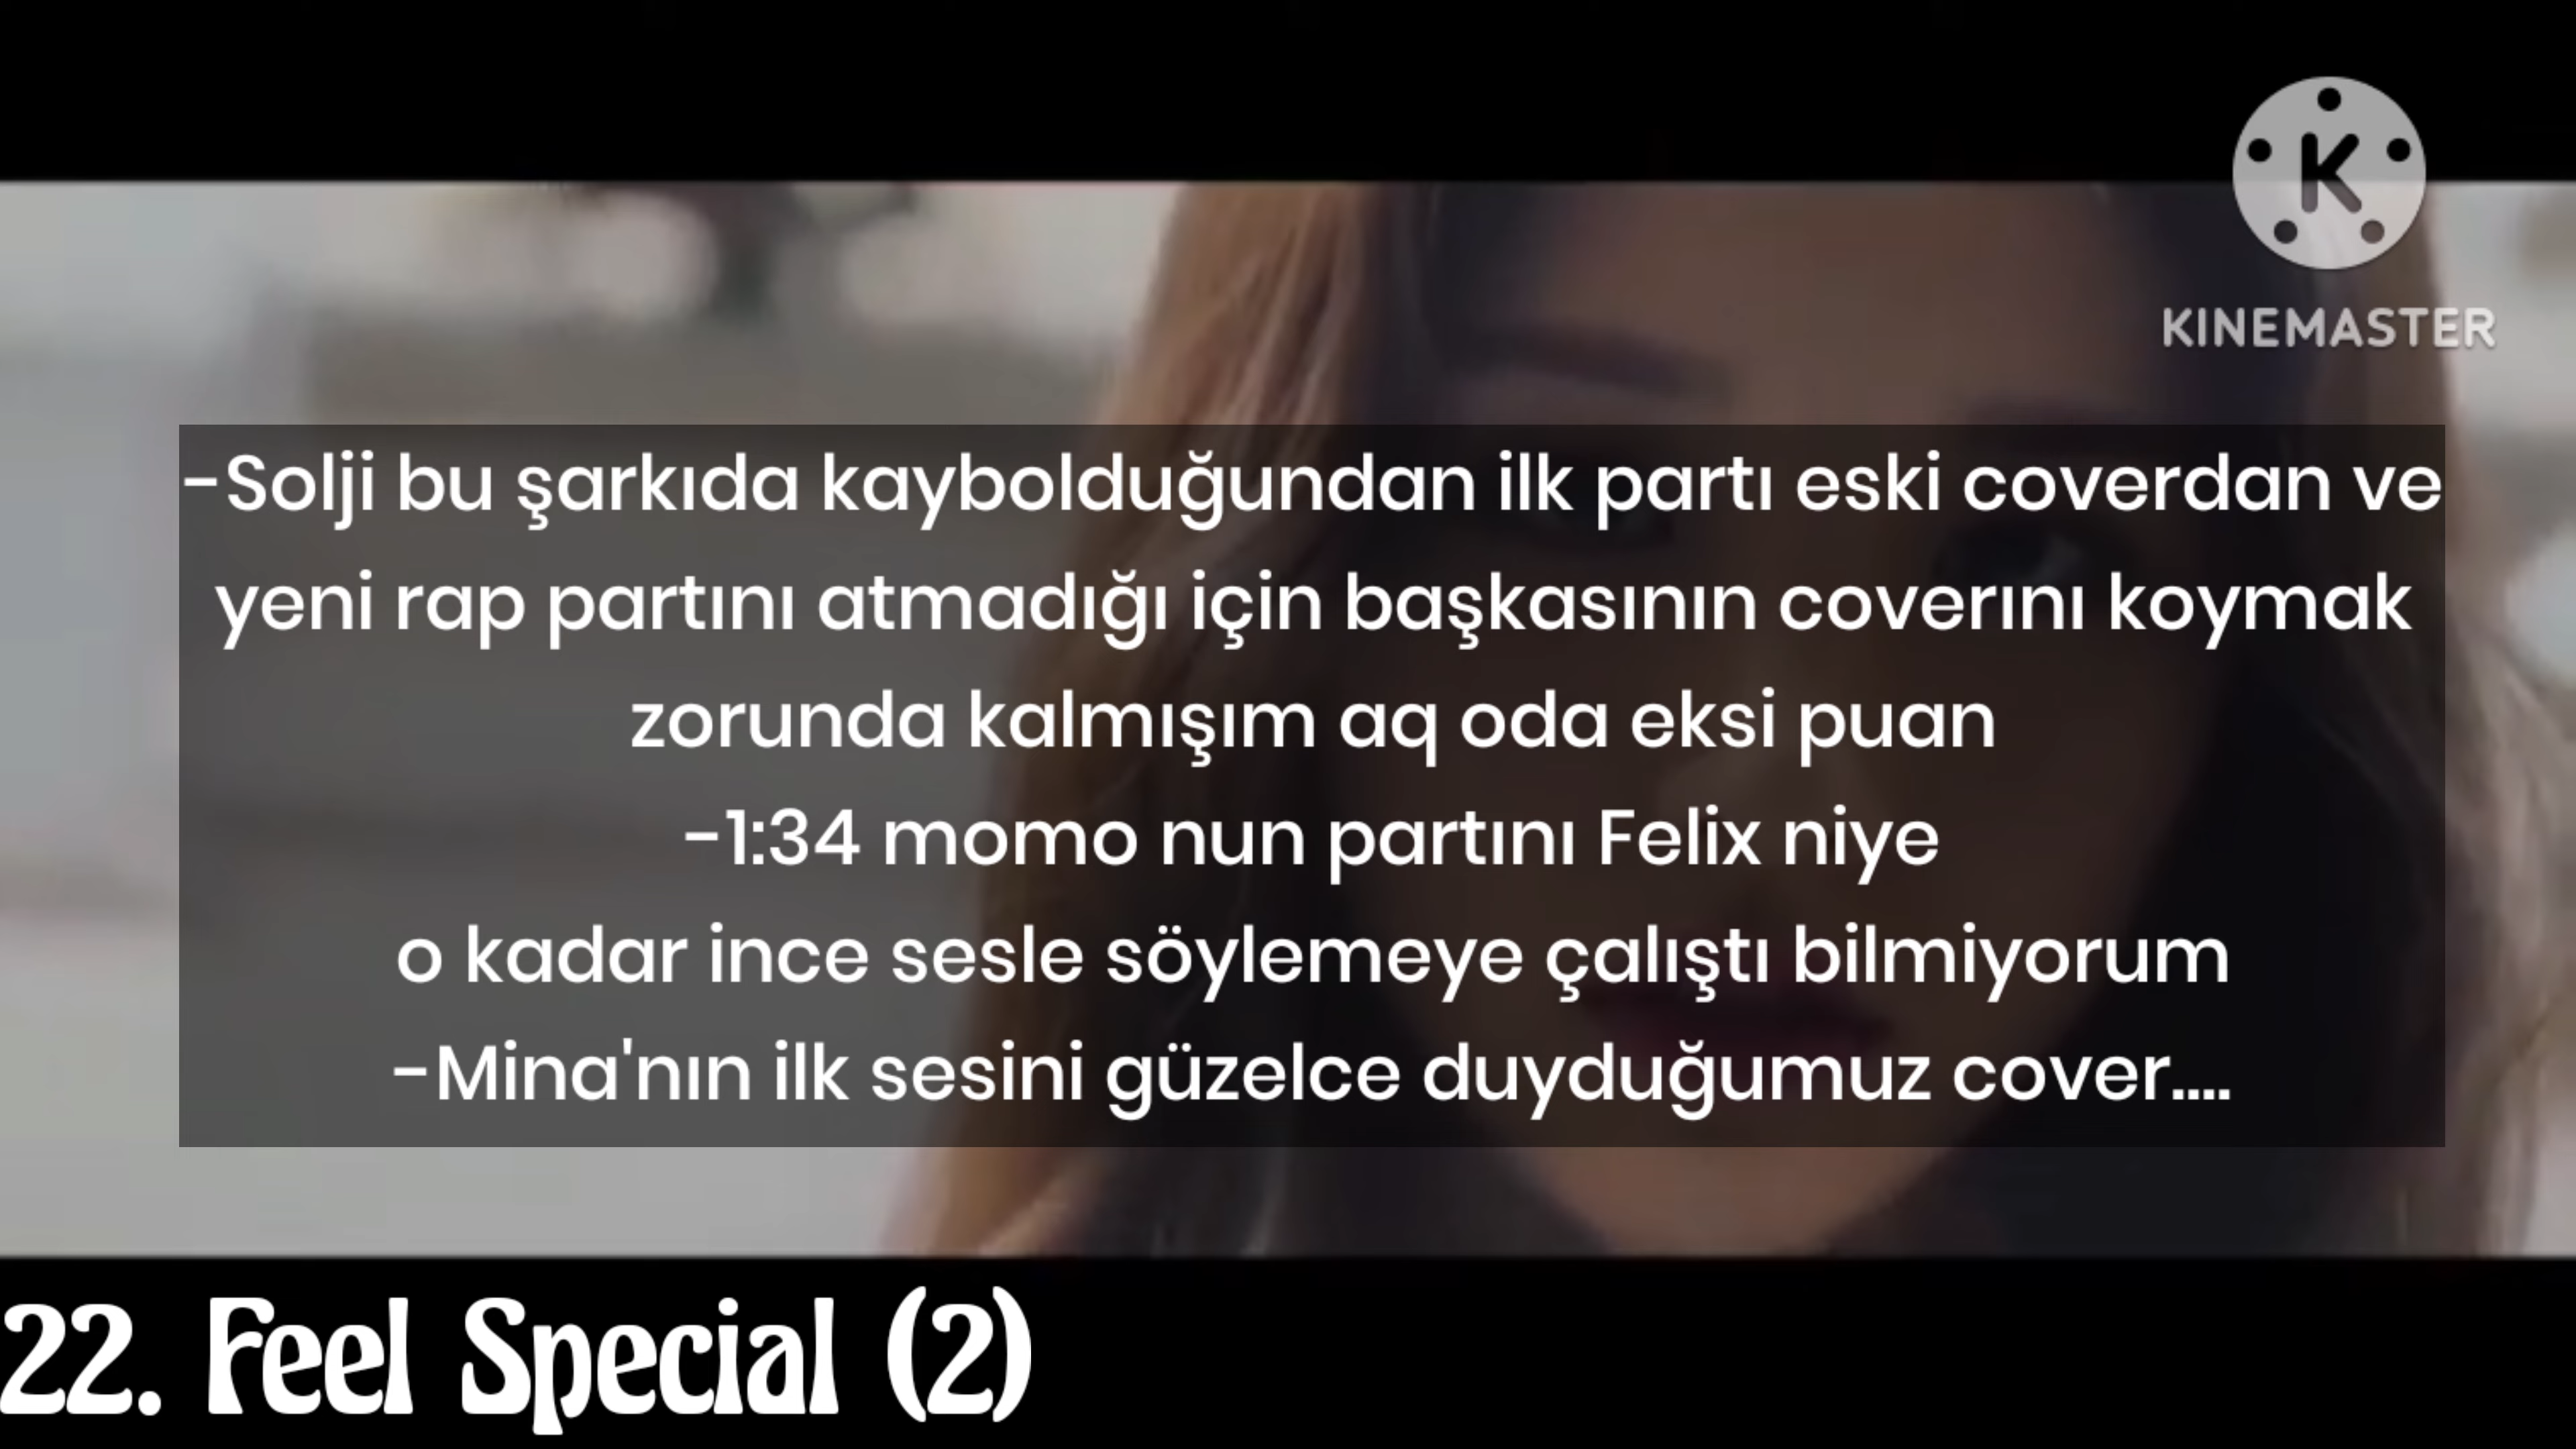 K
KINEMASTER
-Solji bu şarkıda kaybolduğundan ilk partı eski coverdan ve
yeni rap partını atmadığı için başkasının coverını koymak
zorunda kalmışım aq oda eksi puan
-1:34 momo nun partını Felix niye
o kadar ince sesle söylemeye çalıştı bilmiyorum
-Mina'nın ilk sesini güzelce duyduğumuz cover....
22. Feel Special (2)